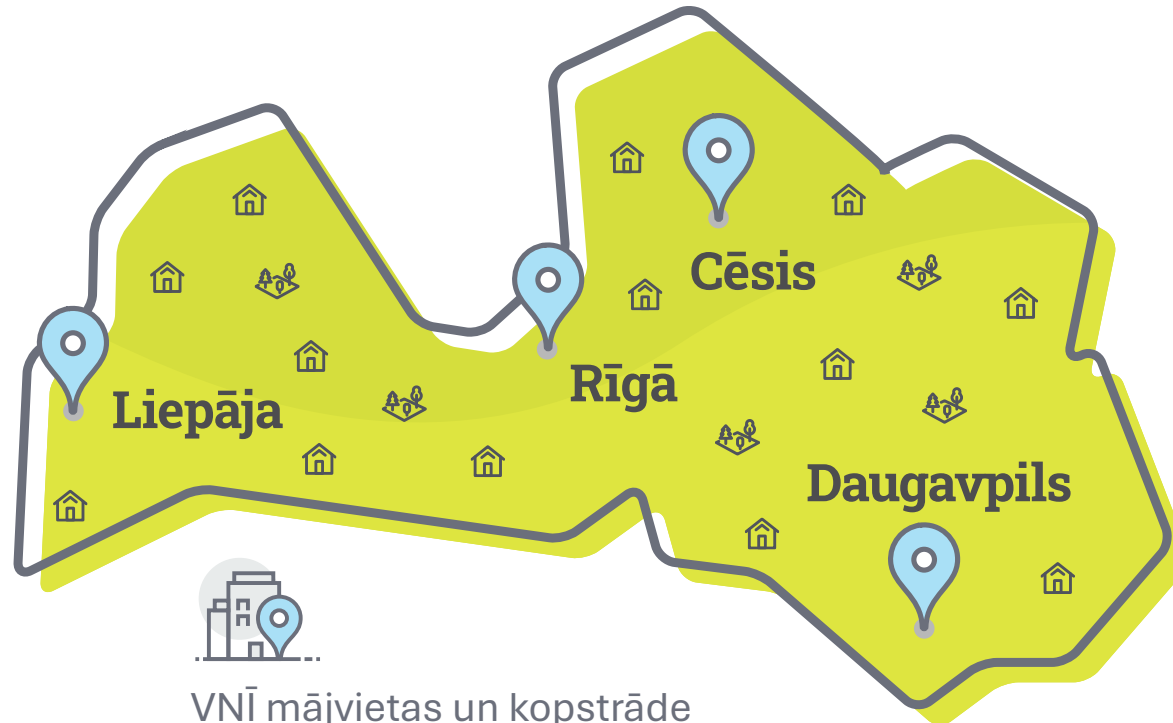 Cēsis
Rīgā
Liepāja
Daugavpils
VNĪ mājvietas un kopstrāde